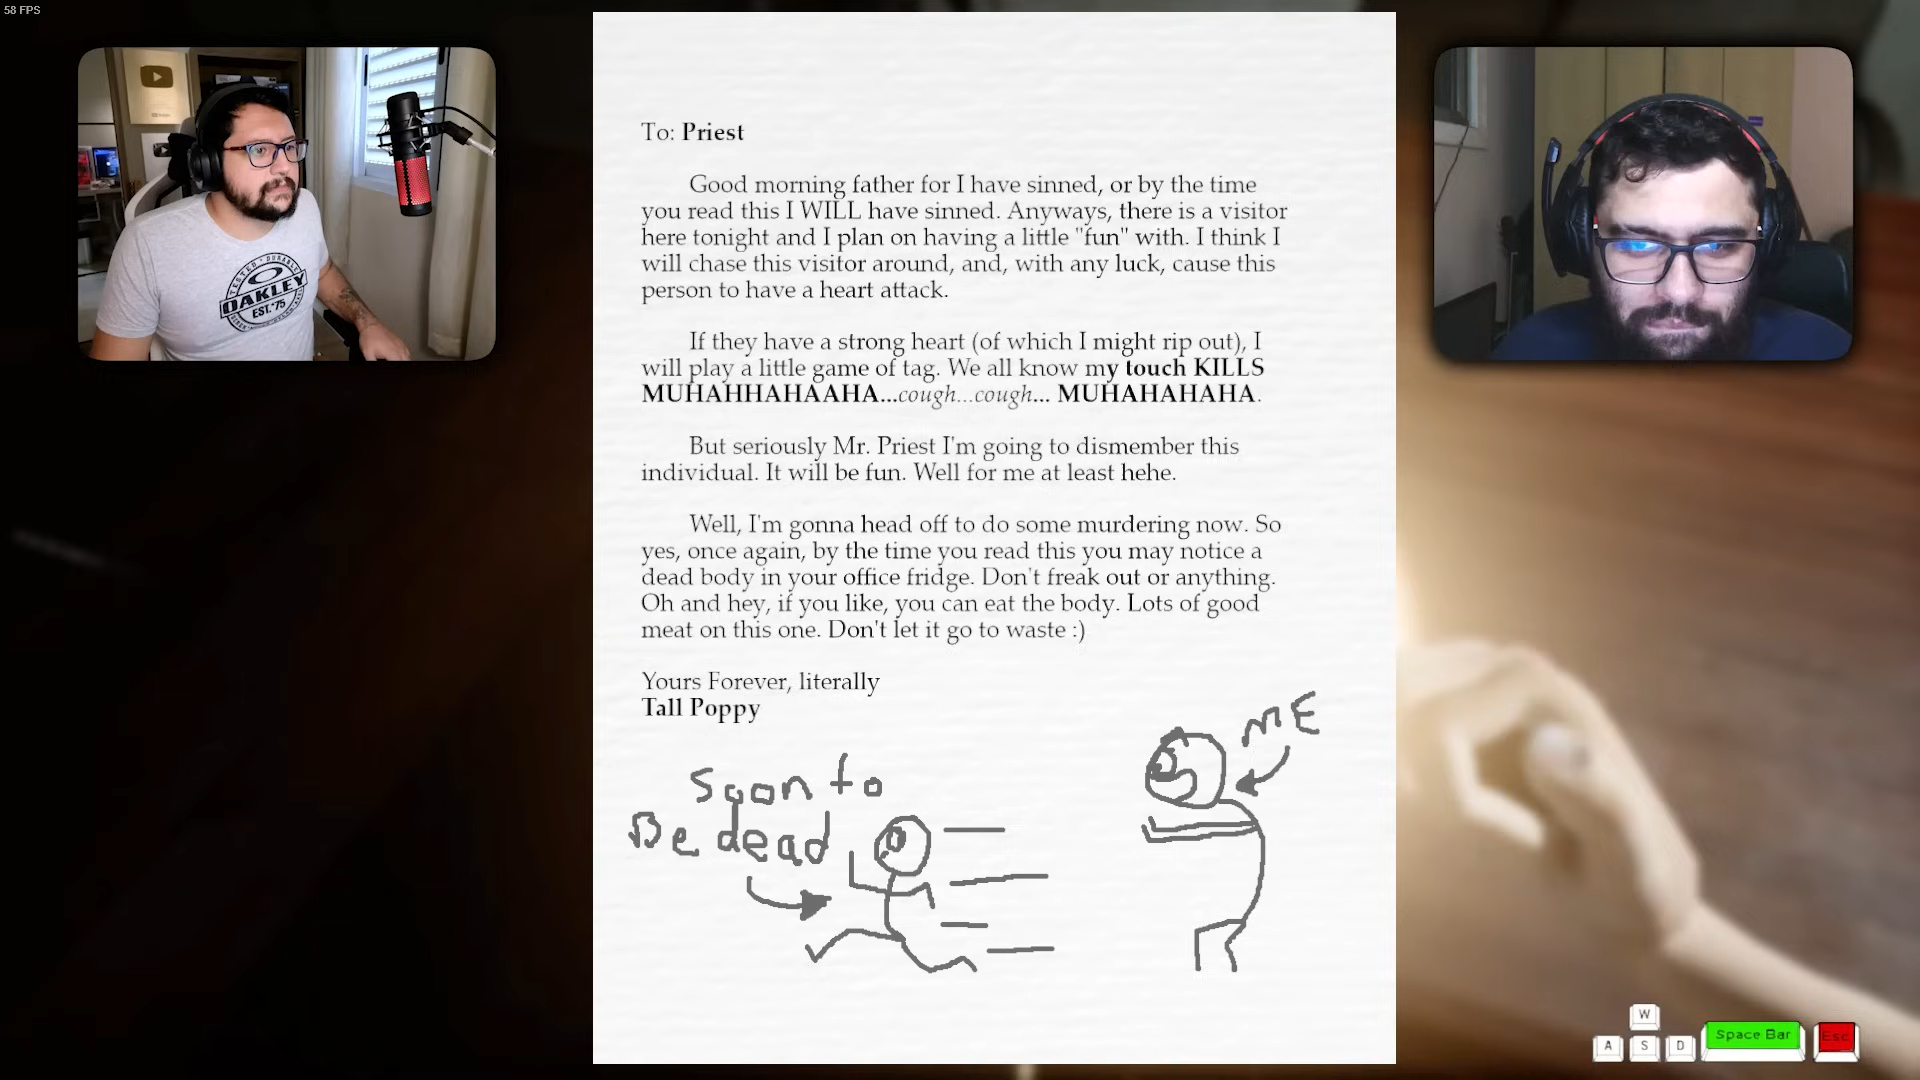 58 FPS
To: Priest
Good morning father for I have sinned, or by the time
you read this I WILL have sinned. Anyways, there is a visitor
here tonight and I plan on having a little "fun" with. I think I
will chase this visitor around, and, with any luck, cause this
person to have a heart attack.
If they have a strong heart (of which I might rip out), I
will play a little game of tag. We all know my touch KILLS
MUHAHHAHAAHA...cough...cough... MUHAHAHAHA.
But seriously Mr. Priest I'm going to dismember this
individual. It will be fun. Well for me at least hehe.
Well, I'm gonna head off to do some murdering now. So
yes, once again, by the time you read this you may notice a
dead body in your office fridge. Don't freak out or anything.
Oh and hey, if you like, you can eat the body. Lots of good
meat on this one. Don't let it go to waste :)
Yours Forever, literally
Tall Poppy
ME
Soon to
Be dead
OAKLEY
EST. '75
W
A S D Space Bar Esc